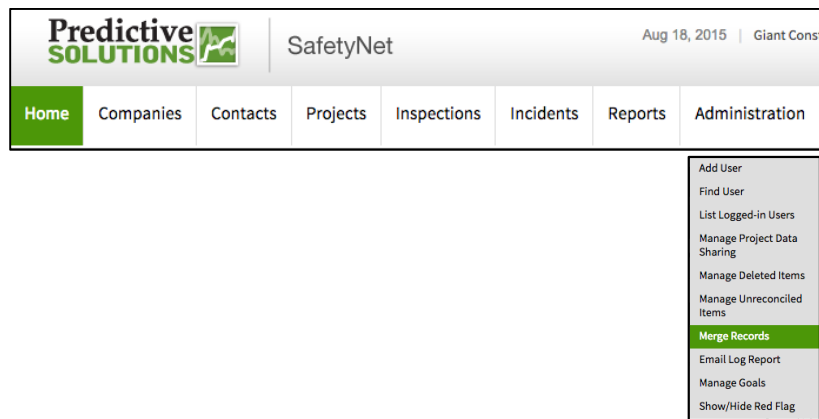 Predictive
SOLUTIONS
SafetyNet
Aug 18, 2015 | Giant Cons
Home Companies Contacts Projects Inspections Incidents Reports Administration
Add User
Find User
List Logged-in Users
Manage Project Data
Sharing
Manage Deleted Items
Manage Unreconciled
Items
Merge Records
Email Log Report
Manage Goals
Show/Hide Red Flag